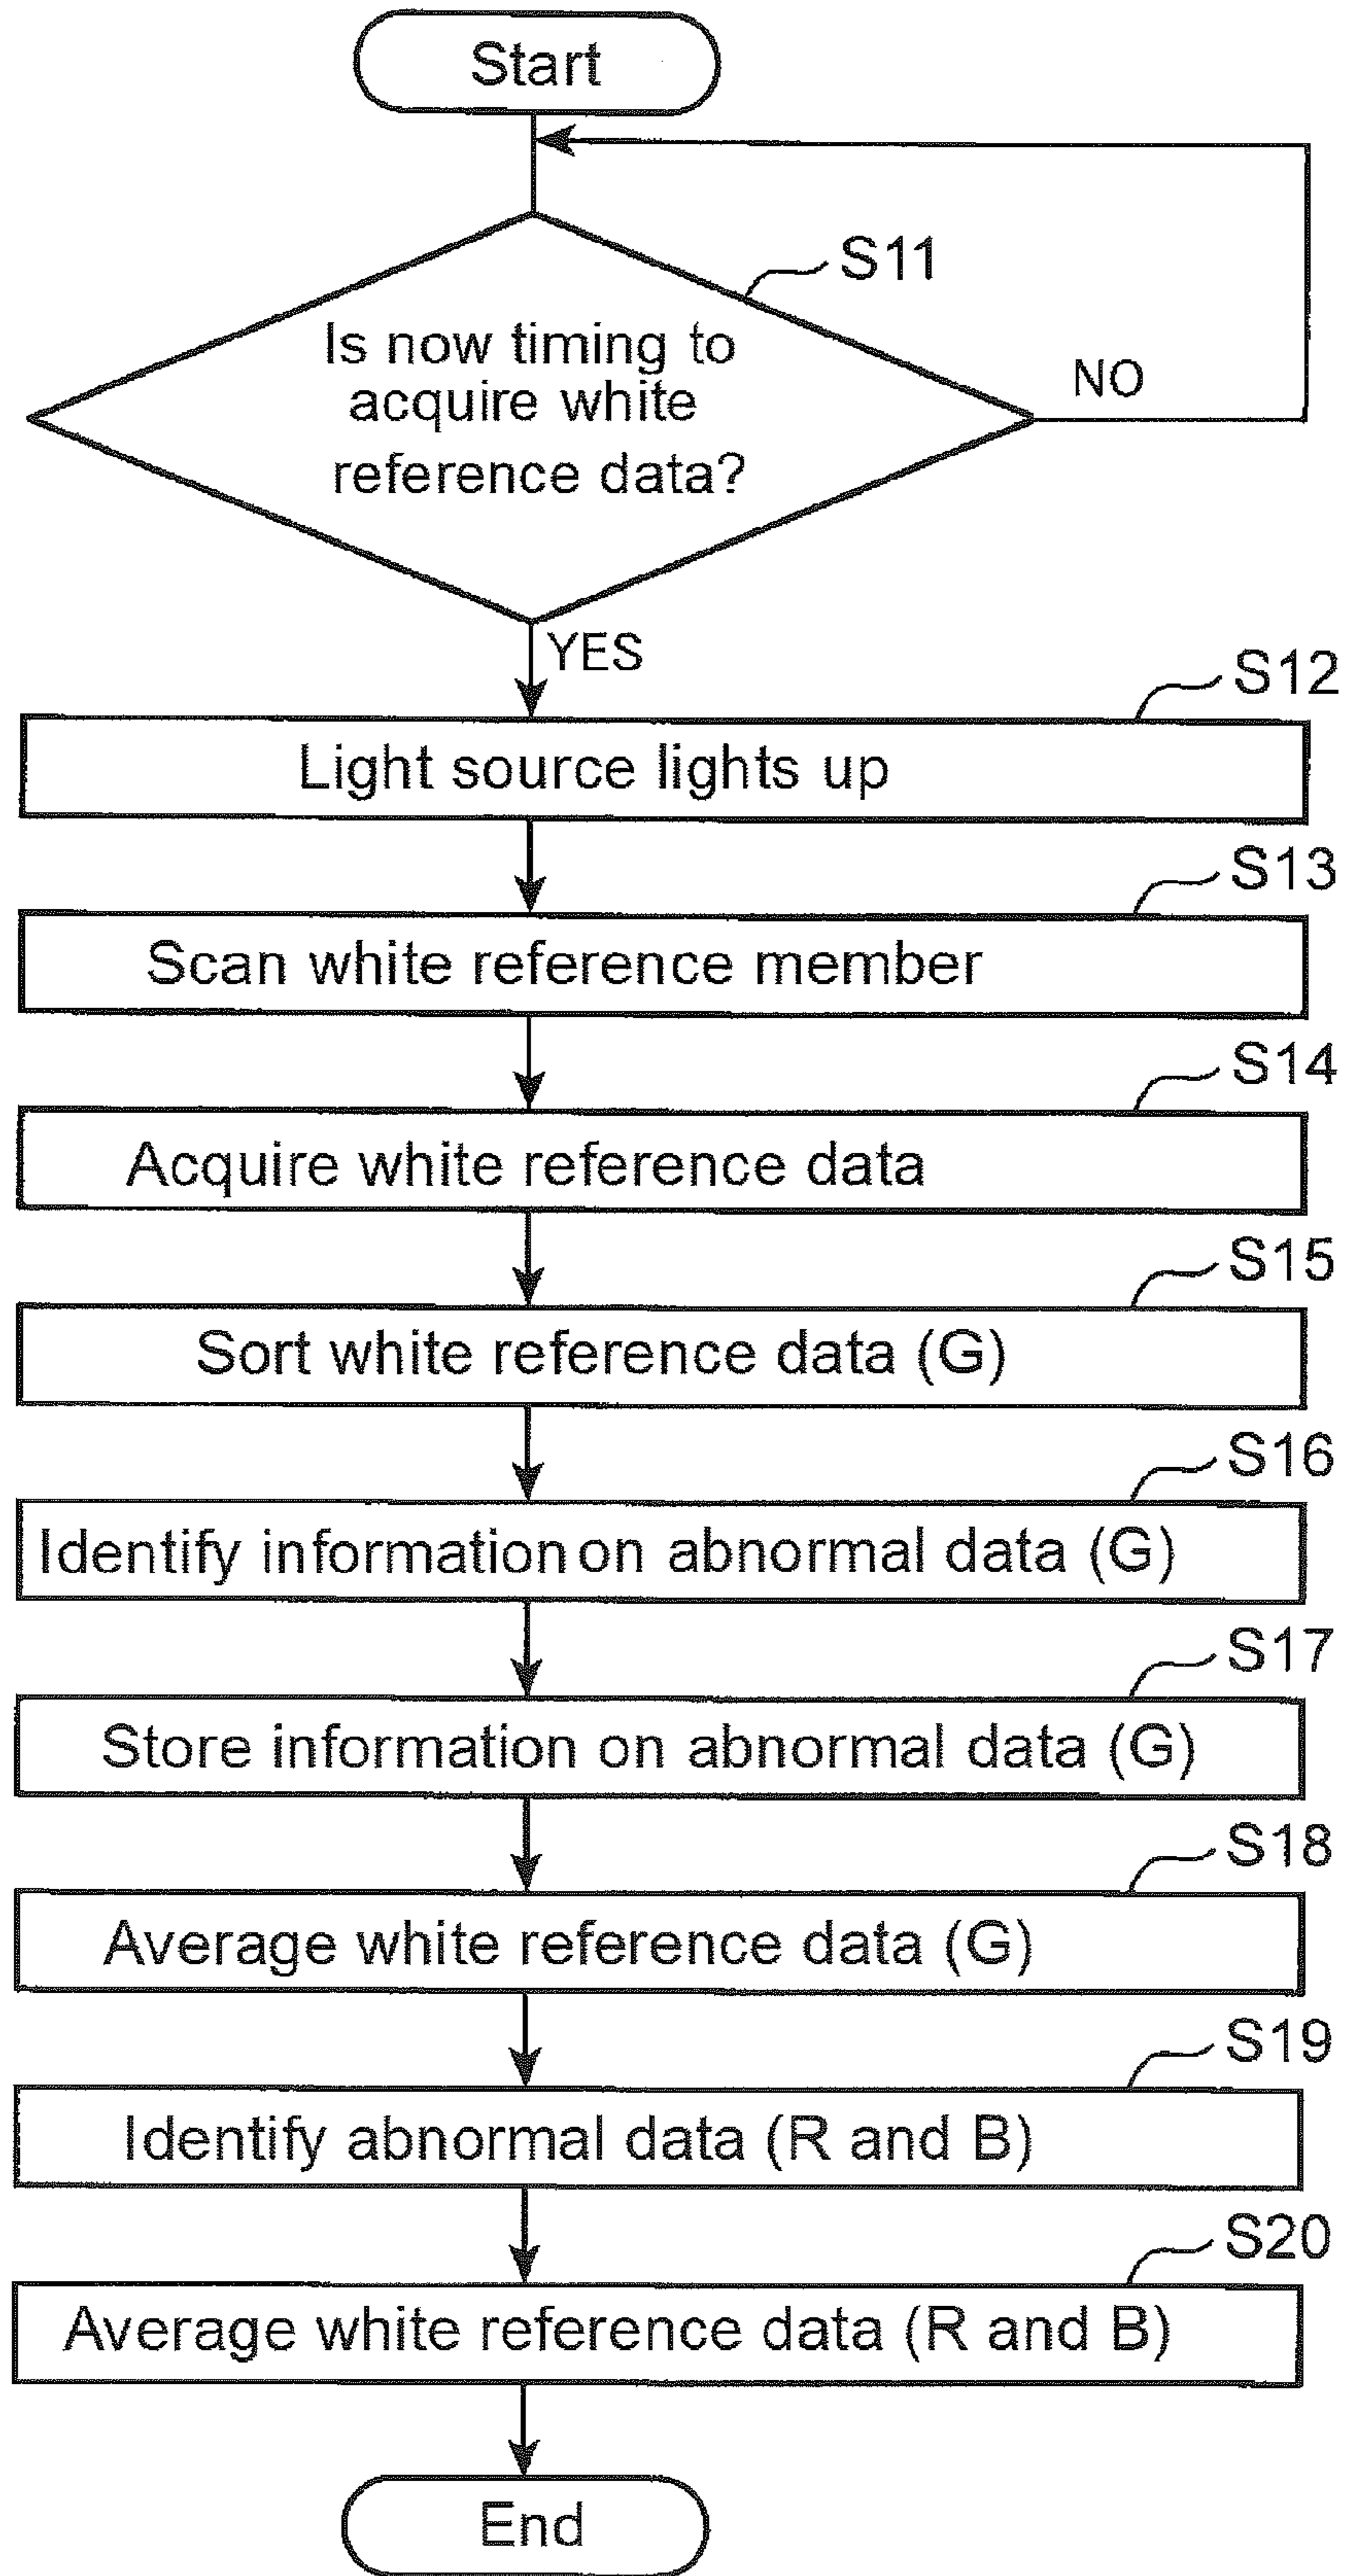 Start
S11
Is now timing to
acquire white
reference data?
NO
YES
S12
Light source lights up
S13
Scan white reference member
S14
Acquire white reference data
S15
Sort white reference data (G)
S16
Identify information on abnormal data (G)
S17
Store information on abnormal data (G)
S18
Average white reference data (G)
S19
Identify abnormal data (R and B)
S20
Average white reference data (R and B)
End